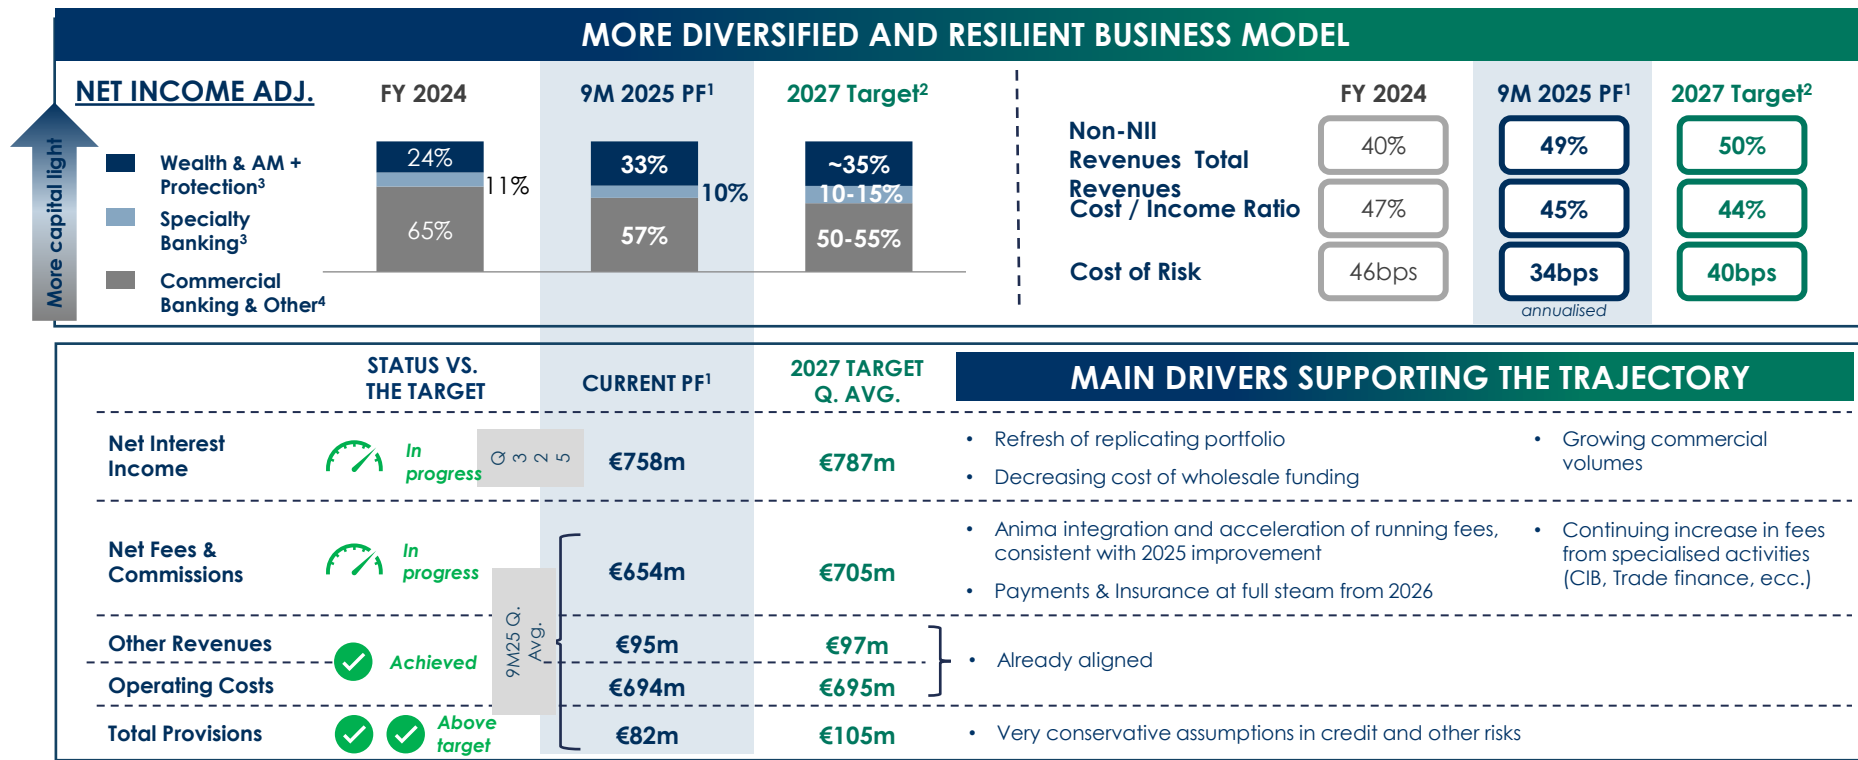 MORE DIVERSIFIED AND RESILIENT BUSINESS MODEL
More capital light
NET INCOME ADJ.
FY 2024
9M 2025 PF1
2027 Target2
Wealth & AM +
Protection3
Specialty
Banking3
Commercial
Banking & Other4
24%
11%
65%
33%
10%
57%
~35%
10-15%
50-55%
FY 2024
9M 2025 PF1
2027 Target2
Non-NII
Revenues Total
Revenues
40%
49%
50%
Cost / Income Ratio
47%
45%
44%
Cost of Risk
46bps
34bps
40bps
annualised
STATUS VS.
THE TARGET
CURRENT PF1
2027 TARGET
Q. AVG.
MAIN DRIVERS SUPPORTING THE TRAJECTORY
Net Interest
Income
In
progress
Q
3
2
5
€758m
€787m
• Refresh of replicating portfolio
• Decreasing cost of wholesale funding
• Growing commercial
volumes
Net Fees &
Commissions
In
progress
9M25 Q.
Avg.
€654m
€705m
• Anima integration and acceleration of running fees,
consistent with 2025 improvement
• Payments & Insurance at full steam from 2026
• Continuing increase in fees
from specialised activities
(CIB, Trade finance, ecc.)
Other Revenues
Achieved
€95m
€97m
• Already aligned
Operating Costs
€694m
€695m
Total Provisions
Above
target
€82m
€105m
• Very conservative assumptions in credit and other risks